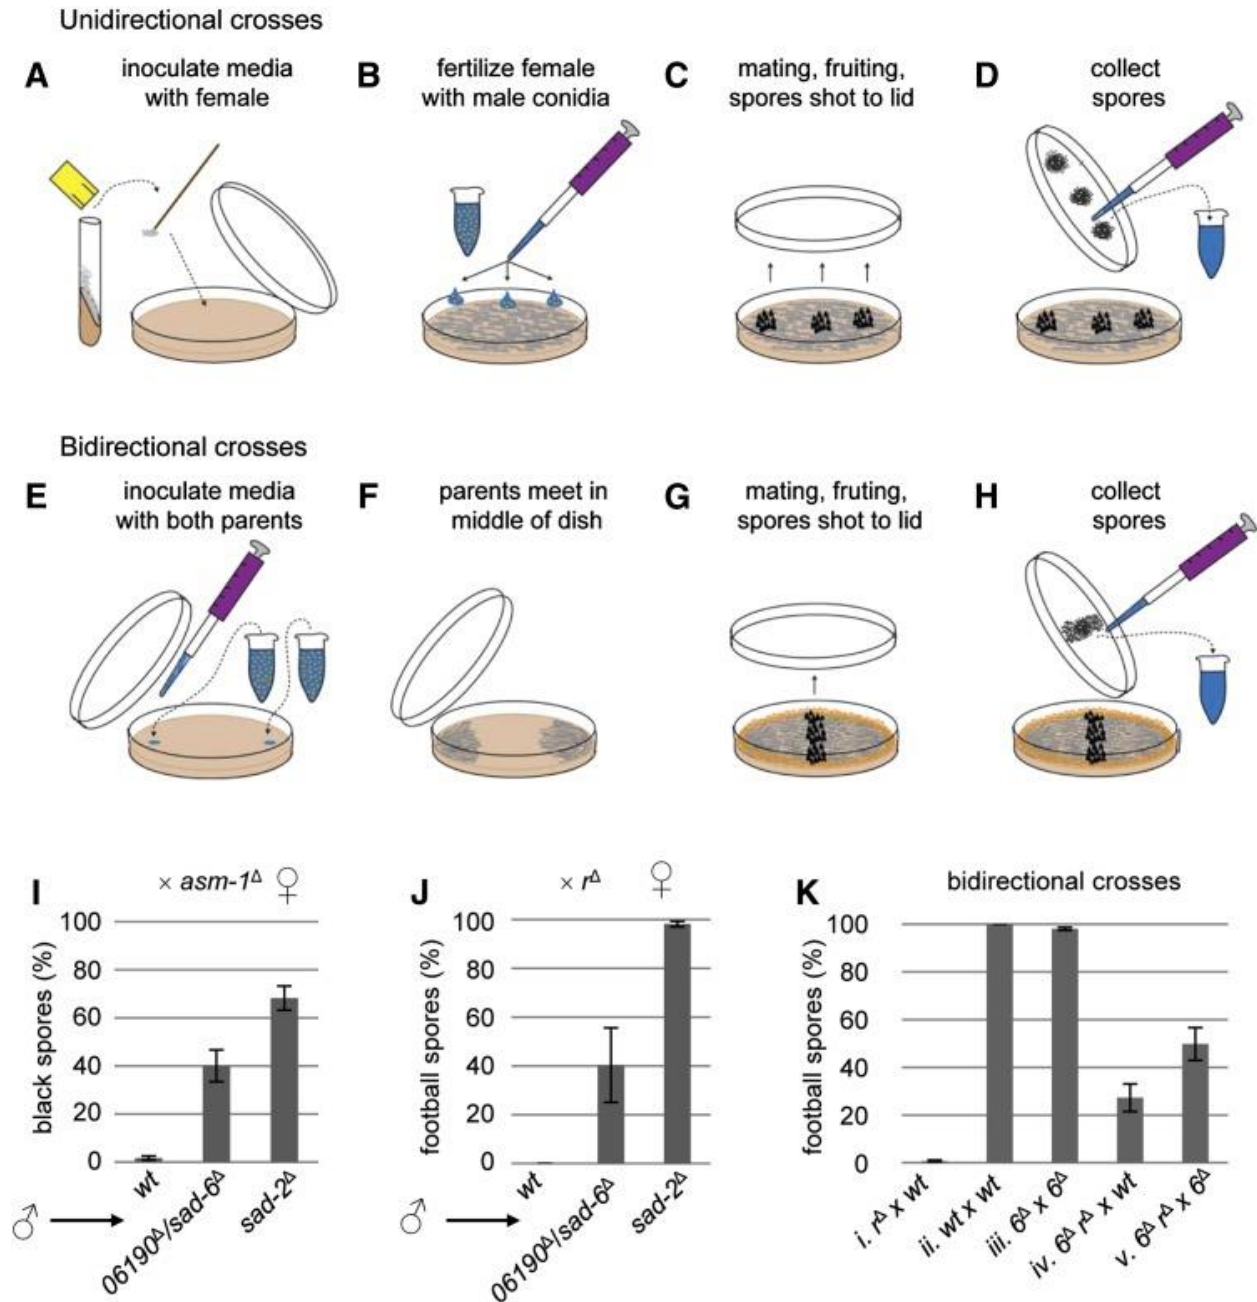 Unidirectional crosses
A
inoculate media
with female
B
fertilize female
with male conidia
C
mating, fruiting,
spores shot to lid
D
collect
spores
Bidirectional crosses
E
inoculate media
with both parents
F
parents meet in
middle of dish
G
mating, fruting,
spores shot to lid
H
collect
spores
I
× asm-1Δ ♀
black spores (%)
100
80
60
40
20
0
♂
wt
06190Δ/sad-6Δ
sad-2Δ
J
× rΔ ♀
football spores (%)
100
80
60
40
20
0
♂
wt
06190Δ/sad-6Δ
sad-2Δ
K
bidirectional crosses
football spores (%)
100
80
60
40
20
0
i. rΔ x wt
ii. wt x wt
iii. 6Δ x 6Δ
iv. 6Δ rΔ x wt
v. 6Δ rΔ x 6Δ